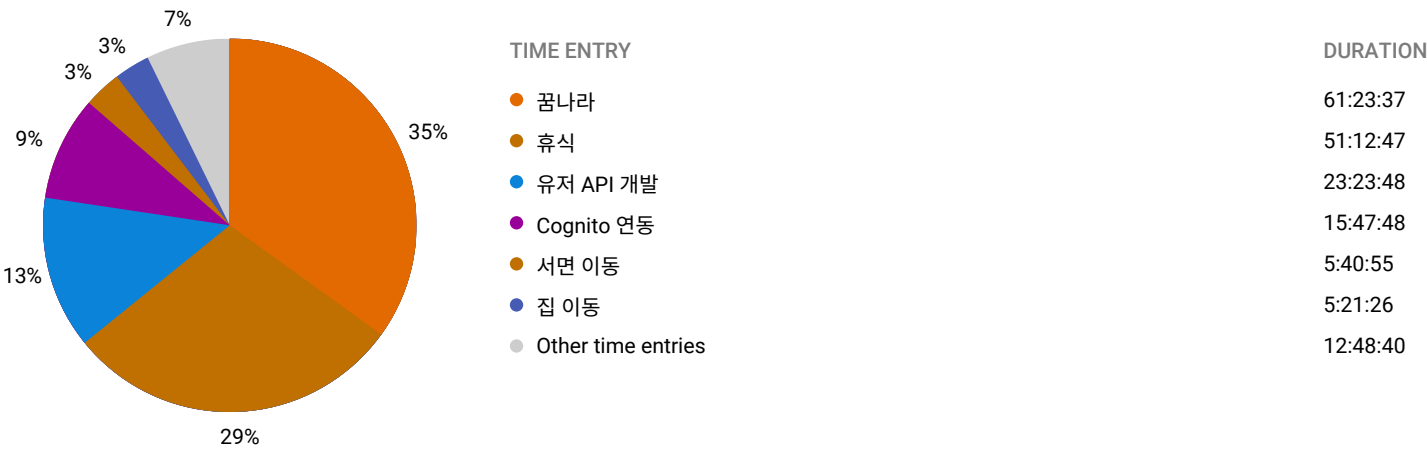 7%
3%
3%
9%
35%
13%
29%
TIME ENTRY DURATION
꿈나라 61:23:37
휴식 51:12:47
유저 API 개발 23:23:48
Cognito 연동 15:47:48
서면 이동 5:40:55
집 이동 5:21:26
Other time entries 12:48:40